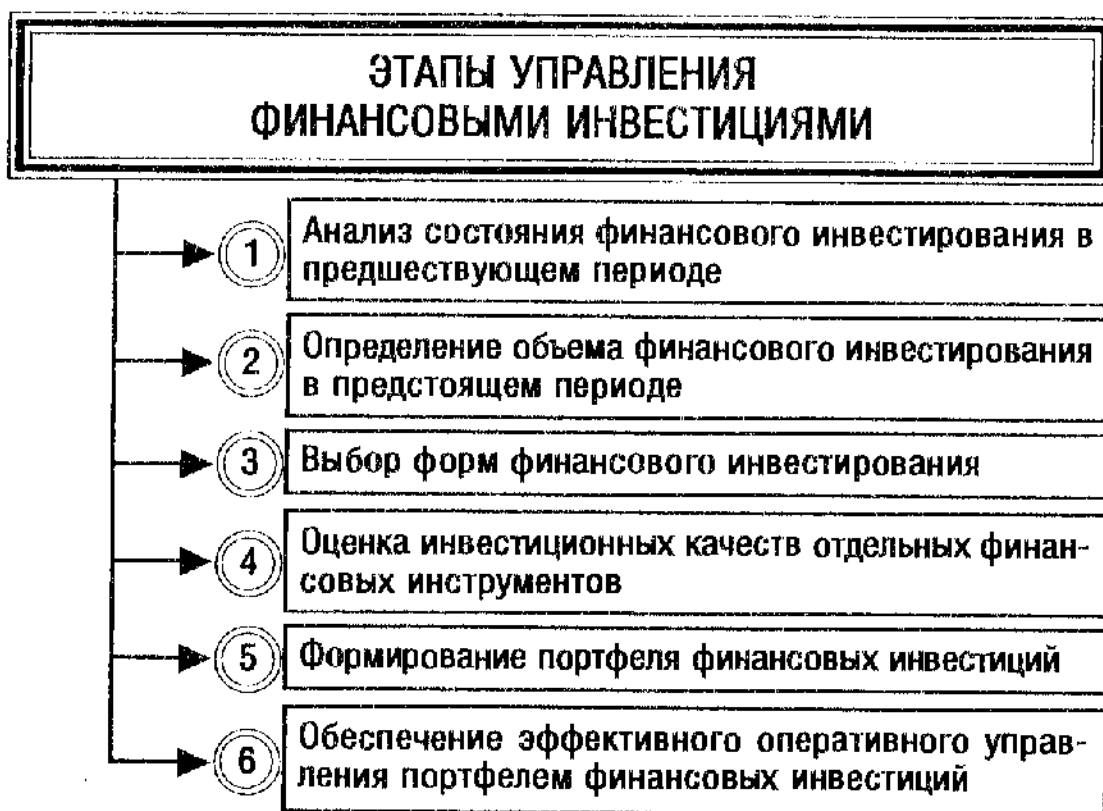 ЭТАПЫ УПРАВЛЕНИЯ
ФИНАНСОВЫМИ ИНВЕСТИЦИЯМИ
1 Анализ состояния финансового инвестирования в
предшествующем периоде
2 Определение объема финансового инвестирования
в предстоящем периоде
3 Выбор форм финансового инвестирования
4 Оценка инвестиционных качеств отдельных финан-
совых инструментов
5 Формирование портфеля финансовых инвестиций
6 Обеспечение эффективного оперативного управ-
ления портфелем финансовых инвестиций